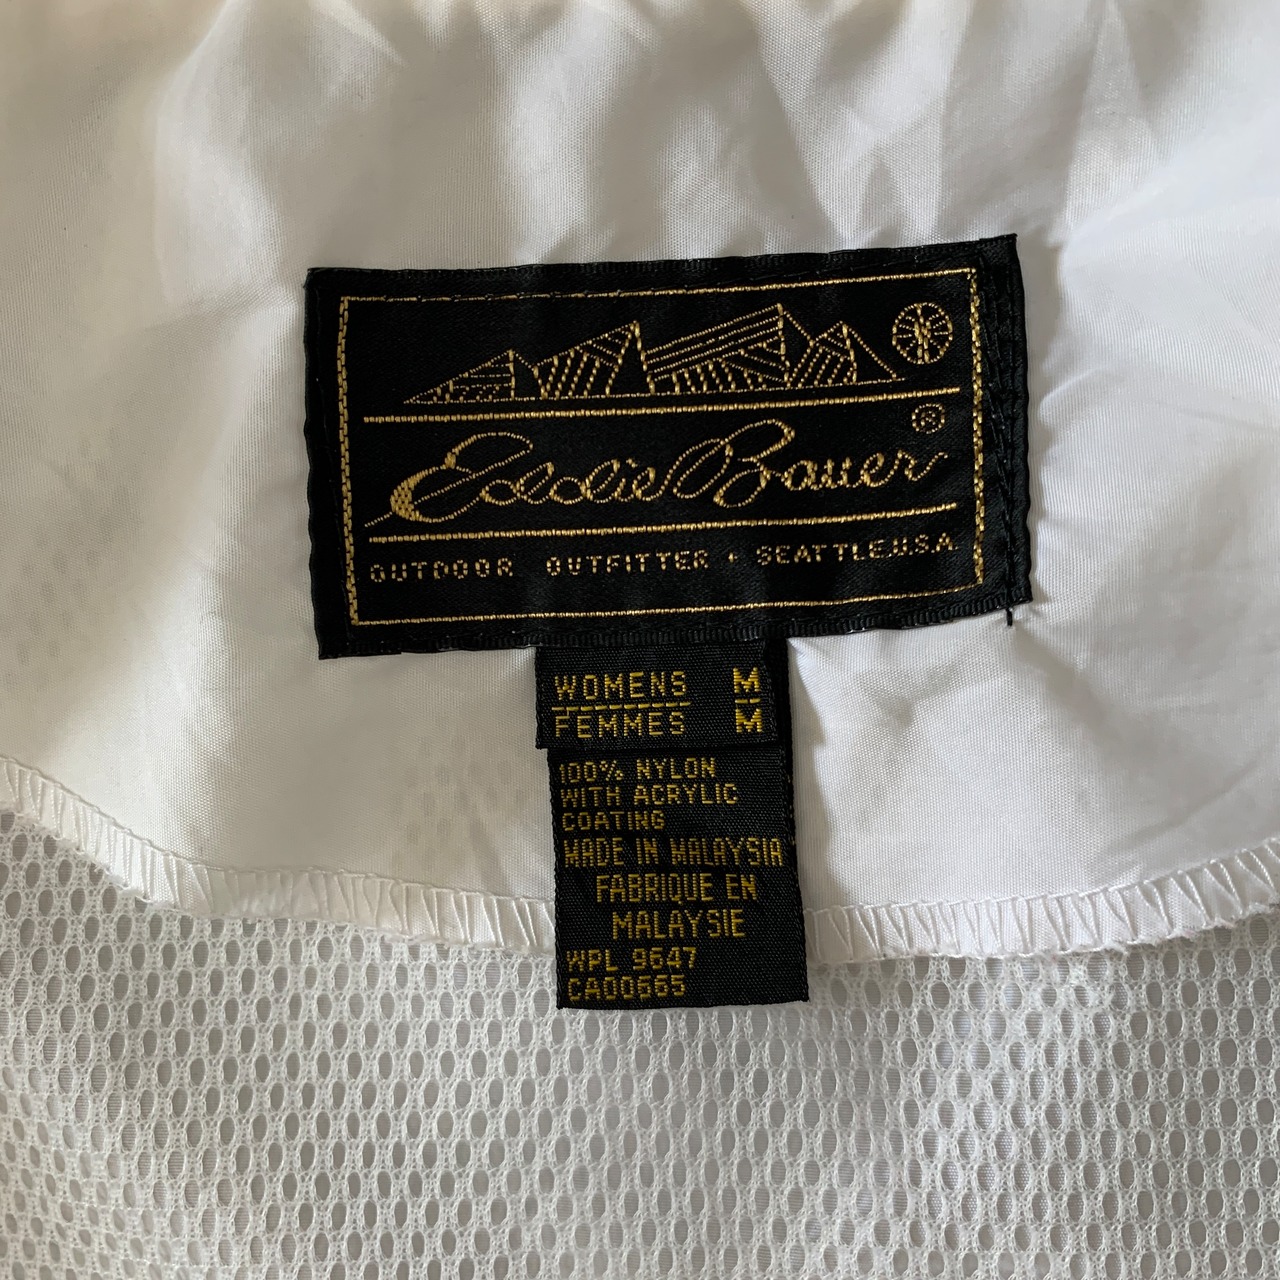 Eddie Bauer ®
OUTDOOR OUTFITTER · SEATTLE.U.S.A
WOMENS M
FEMMES M
100% NYLON
WITH ACRYLIC
COATING
MADE IN MALAYSIA
FABRIQUE EN
MALAYSIE
WPL 9647
CA00665